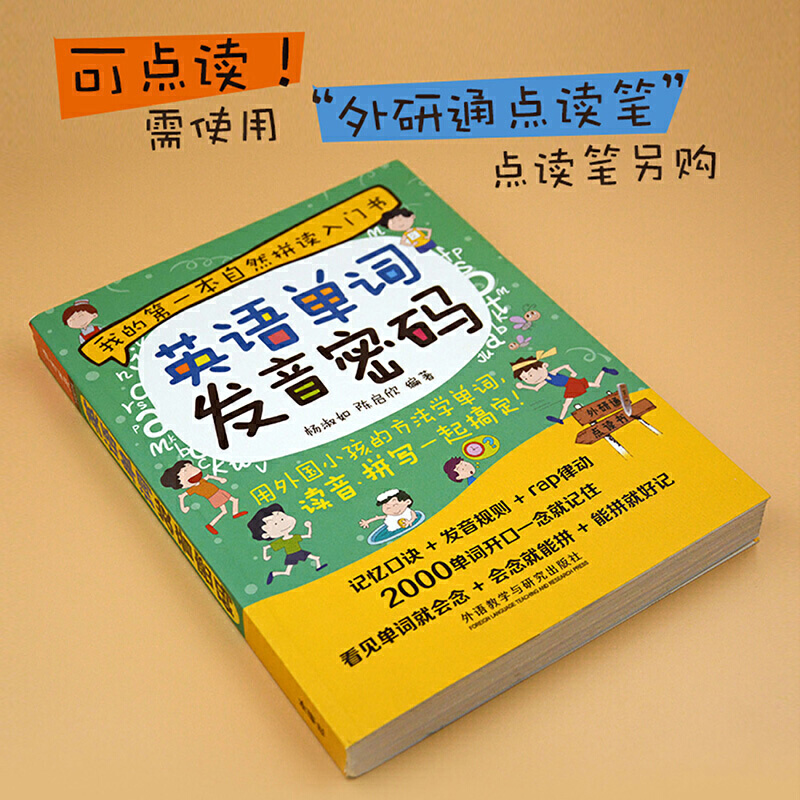 可点读！
需使用
“外研通点读笔”
点读笔另购
我的第一本自然拼读入门书
英语单词
发音密码
杨淑如 陈启欣 编著
用外国小孩的方法学单词，
读音、拼写一起搞定！
外研通
点读书
记忆口诀 + 发音规则 + rap律动
2000单词开口一念就记住
看见单词就会念 + 会念就能拼 + 能拼就好记
外语教学与研究出版社
FOREIGN LANGUAGE TEACHING AND RESEARCH PRESS